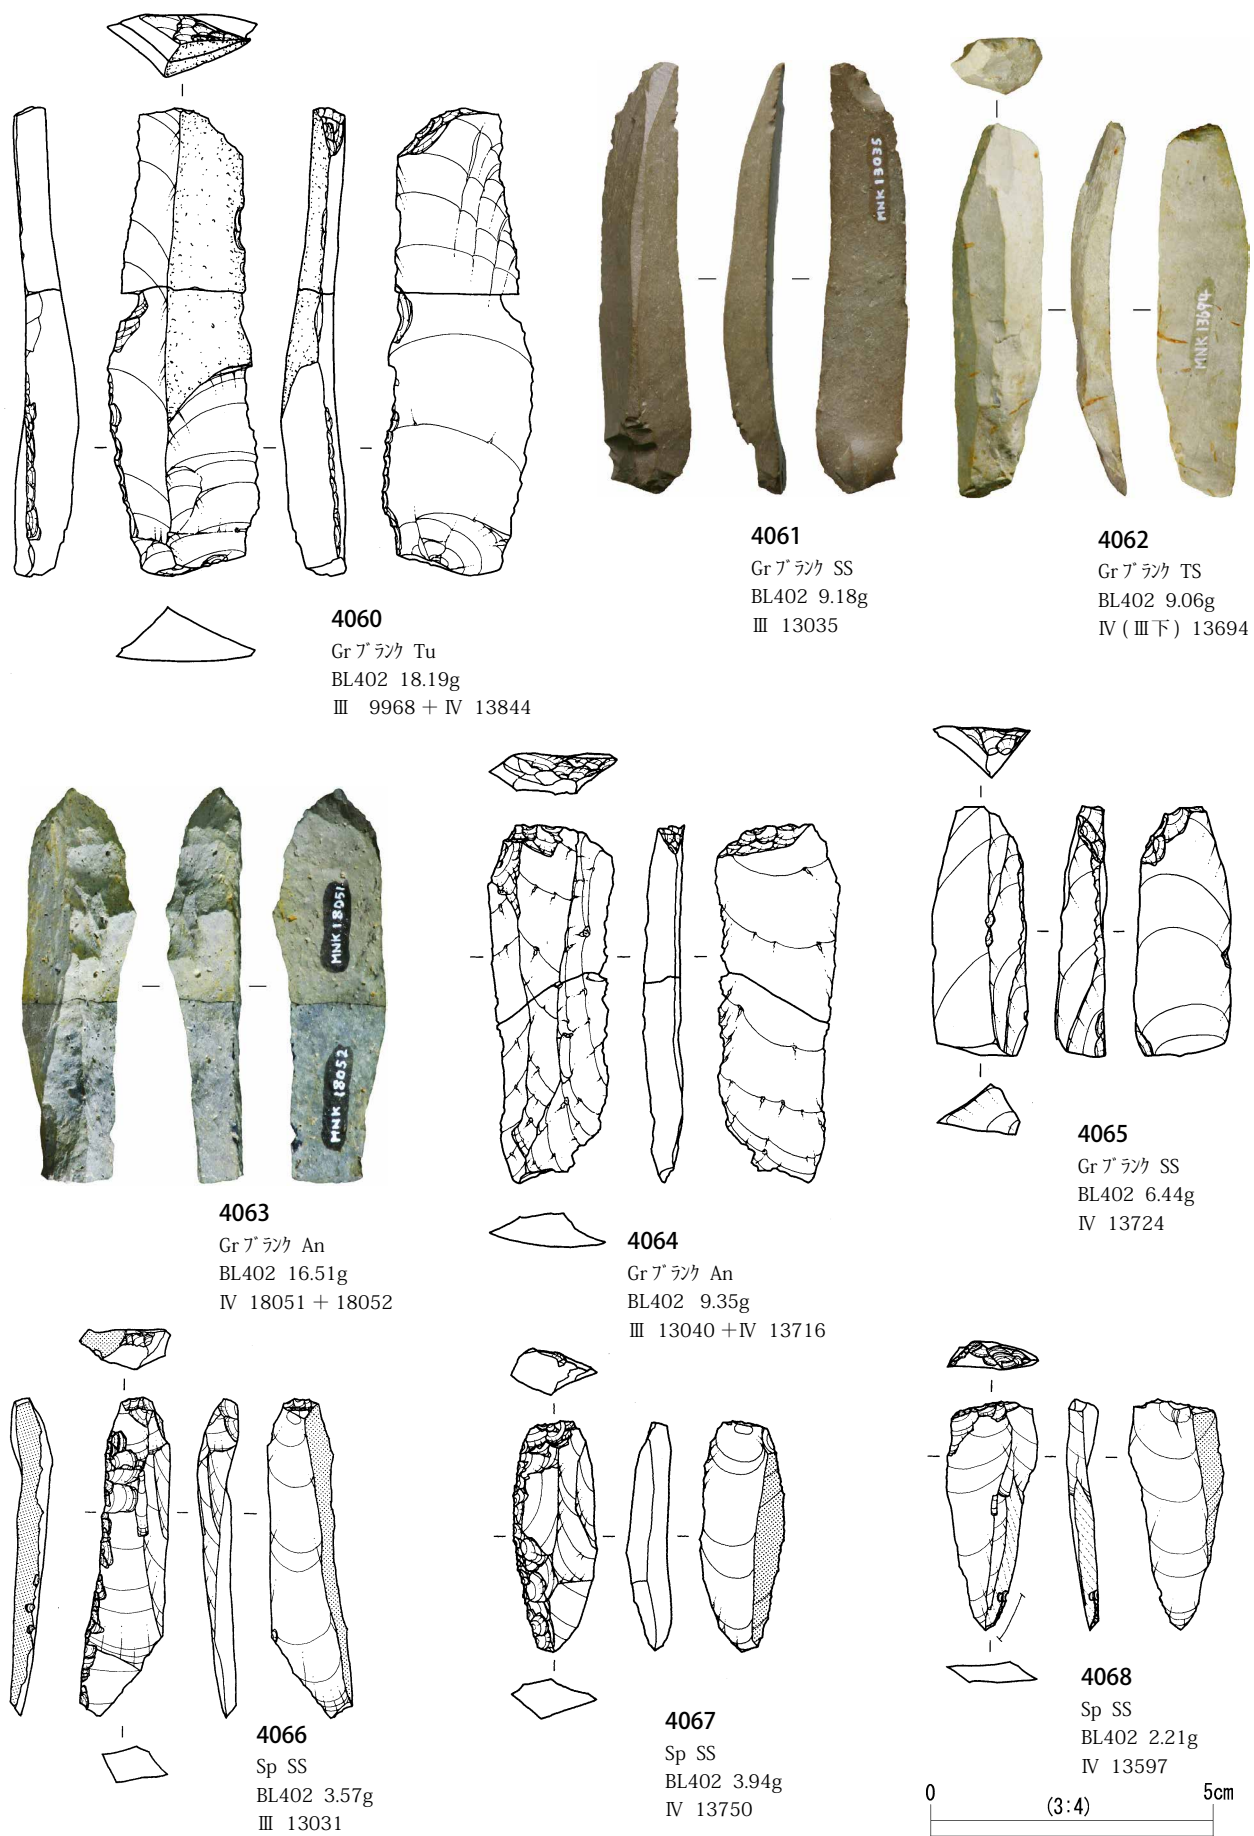 MNK 13035
MNK 13694
4060
Gr ブランク Tu
BL402 18.19g
Ⅲ 9968 + Ⅳ 13844
4061
Gr ブランク SS
BL402 9.18g
Ⅲ 13035
4062
Gr ブランク TS
BL402 9.06g
Ⅳ (Ⅲ下) 13694
MNK 18051
MNK 18052
4063
Gr ブランク An
BL402 16.51g
Ⅳ 18051 + 18052
4064
Gr ブランク An
BL402 9.35g
Ⅲ 13040 +Ⅳ 13716
4065
Gr ブランク SS
BL402 6.44g
Ⅳ 13724
4066
Sp SS
BL402 3.57g
Ⅲ 13031
4067
Sp SS
BL402 3.94g
Ⅳ 13750
4068
Sp SS
BL402 2.21g
Ⅳ 13597
0 5cm
(3:4)